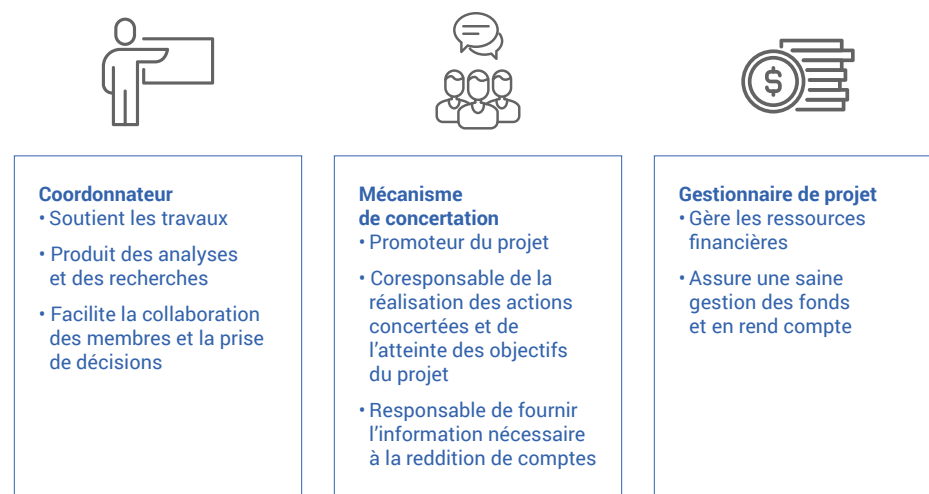 $
Coordonnateur
• Soutient les travaux
• Produit des analyses
et des recherches
• Facilite la collaboration
des membres et la prise
de décisions
Mécanisme
de concertation
• Promoteur du projet
• Coresponsable de la
réalisation des actions
concertées et de
l’atteinte des objectifs
du projet
• Responsable de fournir
l’information nécessaire
à la reddition de comptes
Gestionnaire de projet
• Gère les ressources
financières
• Assure une saine
gestion des fonds
et en rend compte